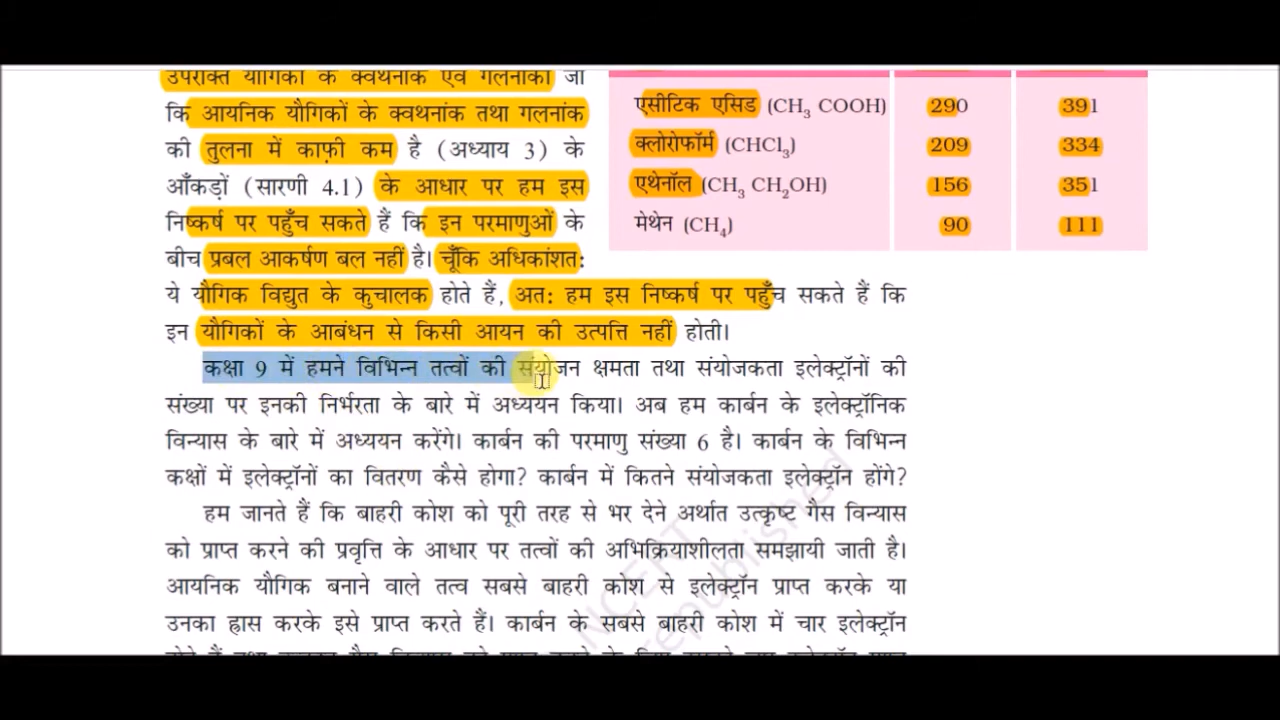 उपरोक्त यौगिकों के क्वथनांक एवं गलनांकों जो
कि आयनिक यौगिकों के क्वथनांक तथा गलनांक
की तुलना में काफ़ी कम है (अध्याय 3) के
आँकड़ों (सारणी 4.1) के आधार पर हम इस
निष्कर्ष पर पहुँच सकते हैं कि इन परमाणुओं के
बीच प्रबल आकर्षण बल नहीं है। चूँकि अधिकांशत:
एसीटिक एसिड (CH₃ COOH) 290 391
क्लोरोफॉर्म (CHCl₃) 209 334
एथेनॉल (CH₃ CH₂OH) 156 351
मेथेन (CH₄) 90 111
ये यौगिक विद्युत के कुचालक होते हैं, अत: हम इस निष्कर्ष पर पहुँच सकते हैं कि
इन यौगिकों के आबंधन से किसी आयन की उत्पत्ति नहीं होती।
कक्षा 9 में हमने विभिन्न तत्वों की संयोजन क्षमता तथा संयोजकता इलेक्ट्रॉनों की
संख्या पर इनकी निर्भरता के बारे में अध्ययन किया। अब हम कार्बन के इलेक्ट्रॉनिक
विन्यास के बारे में अध्ययन करेंगे। कार्बन की परमाणु संख्या 6 है। कार्बन के विभिन्न
कक्षों में इलेक्ट्रॉनों का वितरण कैसे होगा? कार्बन में कितने संयोजकता इलेक्ट्रॉन होंगे?
हम जानते हैं कि बाहरी कोश को पूरी तरह से भर देने अर्थात उत्कृष्ट गैस विन्यास
को प्राप्त करने की प्रवृत्ति के आधार पर तत्वों की अभिक्रियाशीलता समझायी जाती है।
आयनिक यौगिक बनाने वाले तत्व सबसे बाहरी कोश से इलेक्ट्रॉन प्राप्त करके या
उनका ह्रास करके इसे प्राप्त करते हैं। कार्बन के सबसे बाहरी कोश में चार इलेक्ट्रॉन
NCERT
republished